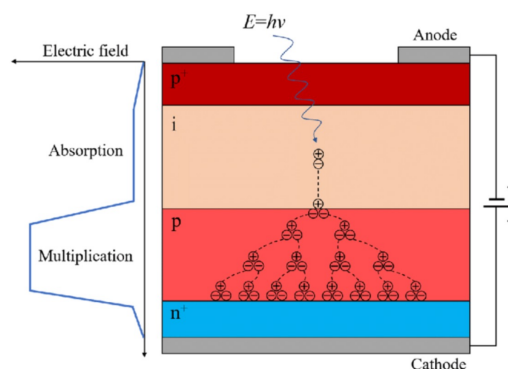 E=hν
Electric field
Anode
p⁺
i
Absorption
p
Multiplication
n⁺
Cathode